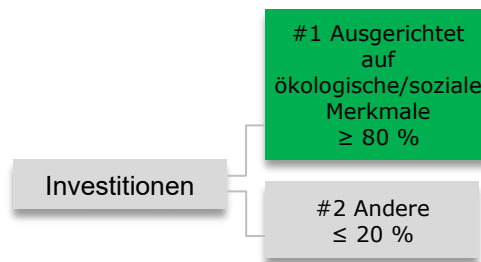 #1 Ausgerichtet
auf
ökologische/soziale
Merkmale
≥ 80 %
Investitionen
#2 Andere
≤ 20 %